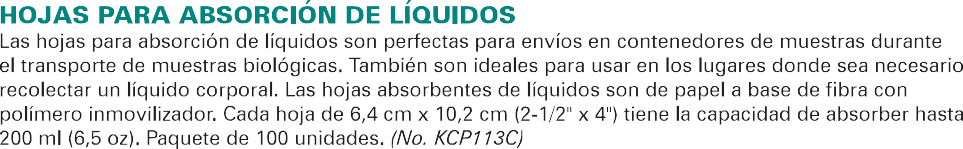 HOJAS PARA ABSORCIÓN DE LÍQUIDOS
Las hojas para absorción de líquidos son perfectas para envíos en contenedores de muestras durante
el transporte de muestras biológicas. También son ideales para usar en los lugares donde sea necesario
recolectar un líquido corporal. Las hojas absorbentes de líquidos son de papel a base de fibra con
polímero inmovilizador. Cada hoja de 6,4 cm x 10,2 cm (2-1/2" x 4") tiene la capacidad de absorber hasta
200 ml (6,5 oz). Paquete de 100 unidades. (No. KCP113C)